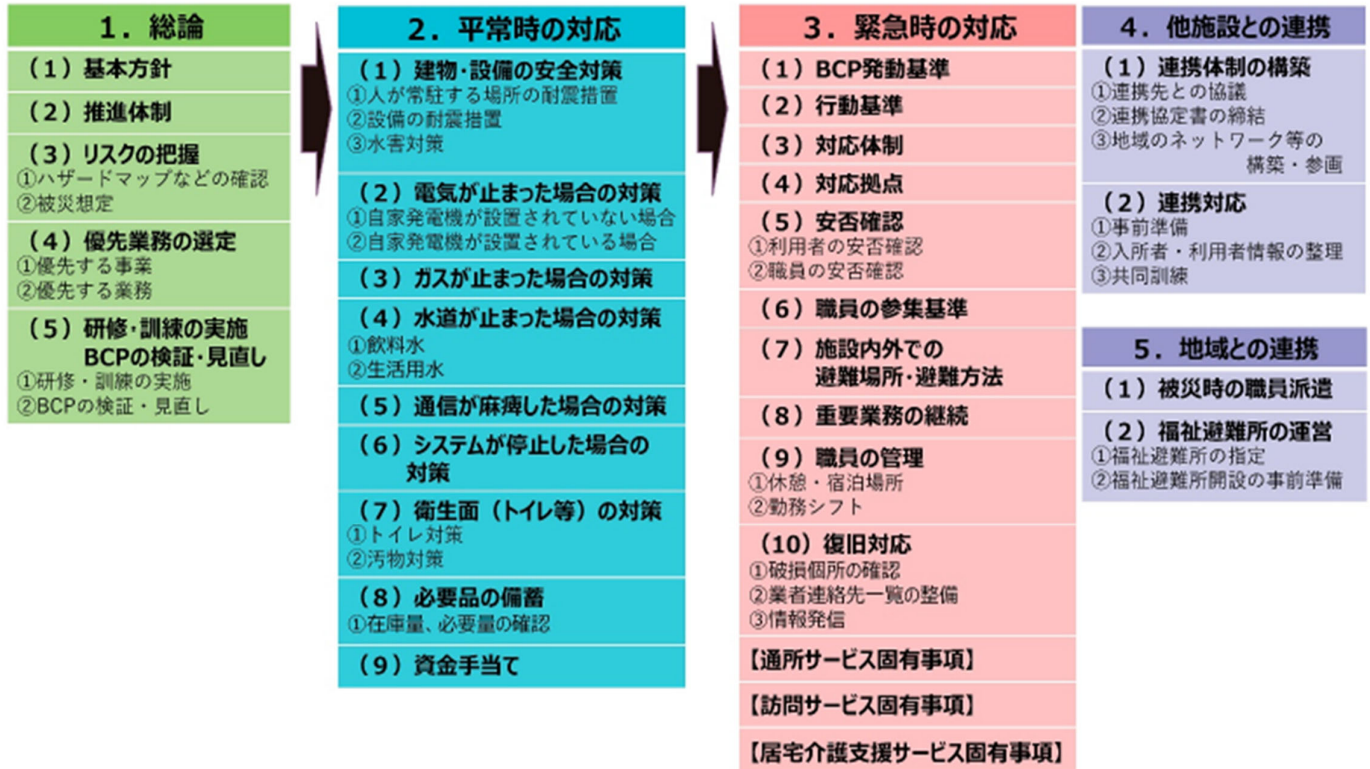 1．総論
（1）基本方針
（2）推進体制
（3）リスクの把握
①ハザードマップなどの確認
②被災想定
（4）優先業務の選定
①優先する事業
②優先する業務
（5）研修･訓練の実施
BCPの検証･見直し
①研修・訓練の実施
②BCPの検証・見直し
2．平常時の対応
（1）建物･設備の安全対策
①人が常駐する場所の耐震措置
②設備の耐震措置
③水害対策
（2）電気が止まった場合の対策
①自家発電機が設置されていない場合
②自家発電機が設置されている場合
（3）ガスが止まった場合の対策
（4）水道が止まった場合の対策
①飲料水
②生活用水
（5）通信が麻痺した場合の対策
（6）システムが停止した場合の
対策
（7）衛生面（トイレ等）の対策
①トイレ対策
②汚物対策
（8）必要品の備蓄
①在庫量、必要量の確認
（9）資金手当て
3．緊急時の対応
（1）BCP発動基準
（2）行動基準
（3）対応体制
（4）対応拠点
（5）安否確認
①利用者の安否確認
②職員の安否確認
（6）職員の参集基準
（7）施設内外での
避難場所･避難方法
（8）重要業務の継続
（9）職員の管理
①休憩・宿泊場所
②勤務シフト
（10）復旧対応
①破損個所の確認
②業者連絡先一覧の整備
③情報発信
【通所サービス固有事項】
【訪問サービス固有事項】
【居宅介護支援サービス固有事項】
4．他施設との連携
（1）連携体制の構築
①連携先との協議
②連携協定書の締結
③地域のネットワーク等の
構築・参画
（2）連携対応
①事前準備
②入所者・利用者情報の整理
③共同訓練
5．地域との連携
（1）被災時の職員派遣
（2）福祉避難所の運営
①福祉避難所の指定
②福祉避難所開設の事前準備